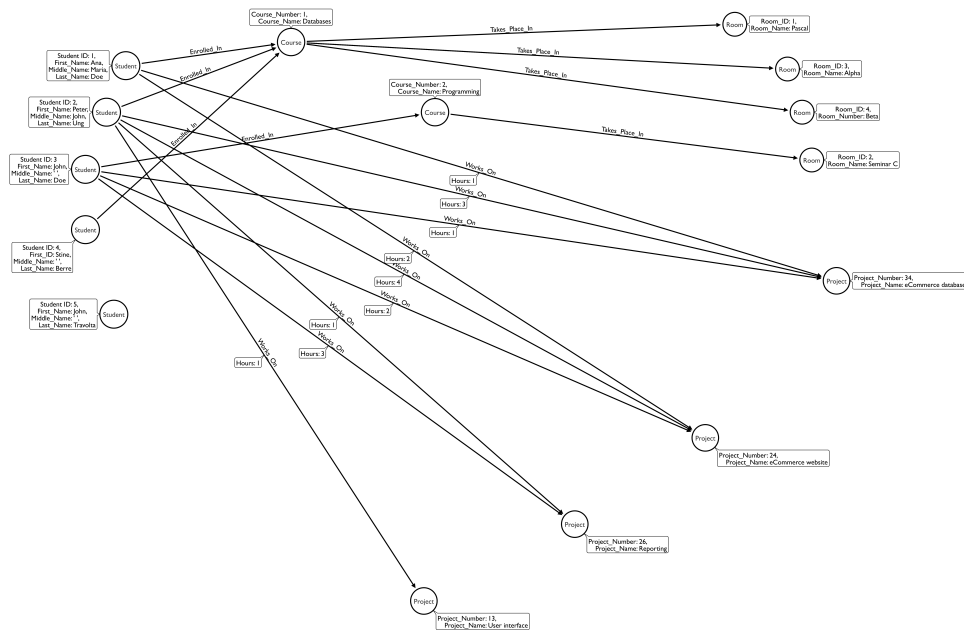 Course_Number: 1,
Course_Name: Databases
Course
Takes_Place_In
Room
Room_ID: 1,
Room_Name: Pascal
Student ID: 1,
First_Name: Ana,
Middle_Name: Maria,
Last_Name: Doe
Student
Enrolled_In
Takes_Place_In
Room
Room_ID: 3,
Room_Name: Alpha
Enrolled_In
Takes_Place_In
Student ID: 2,
First_Name: Peter,
Middle_Name: John,
Last_Name: Ung
Student
Course_Number: 2,
Course_Name: Programming
Course
Room
Room_ID: 4,
Room_Number: Beta
Enrolled_In
Enrolled_In
Takes_Place_In
Student ID: 3
First_Name: John,
Middle_Name: ' ',
Last_Name: Doe
Student
Room
Room_ID: 2,
Room_Name: Seminar C
Works_On
Hours: 1
Works_On
Hours: 3
Works_On
Hours: 1
Student
Student ID: 4,
First_ID: Stine,
Middle_Name: ' ',
Last_Name: Berre
Works_On
Hours: 2
Works_On
Hours: 4
Project
Project_Number: 34,
Project_Name: eCommerce database
Works_On
Hours: 2
Student ID: 5,
First_Name: John,
Middle_Name: ' ',
Last_Name: Travolta
Student
Works_On
Hours: 1
Works_On
Hours: 3
Works_On
Hours: 1
Project
Project_Number: 24,
Project_Name: eCommerce website
Project
Project_Number: 26,
Project_Name: Reporting
Project
Project_Number: 13,
Project_Name: User interface